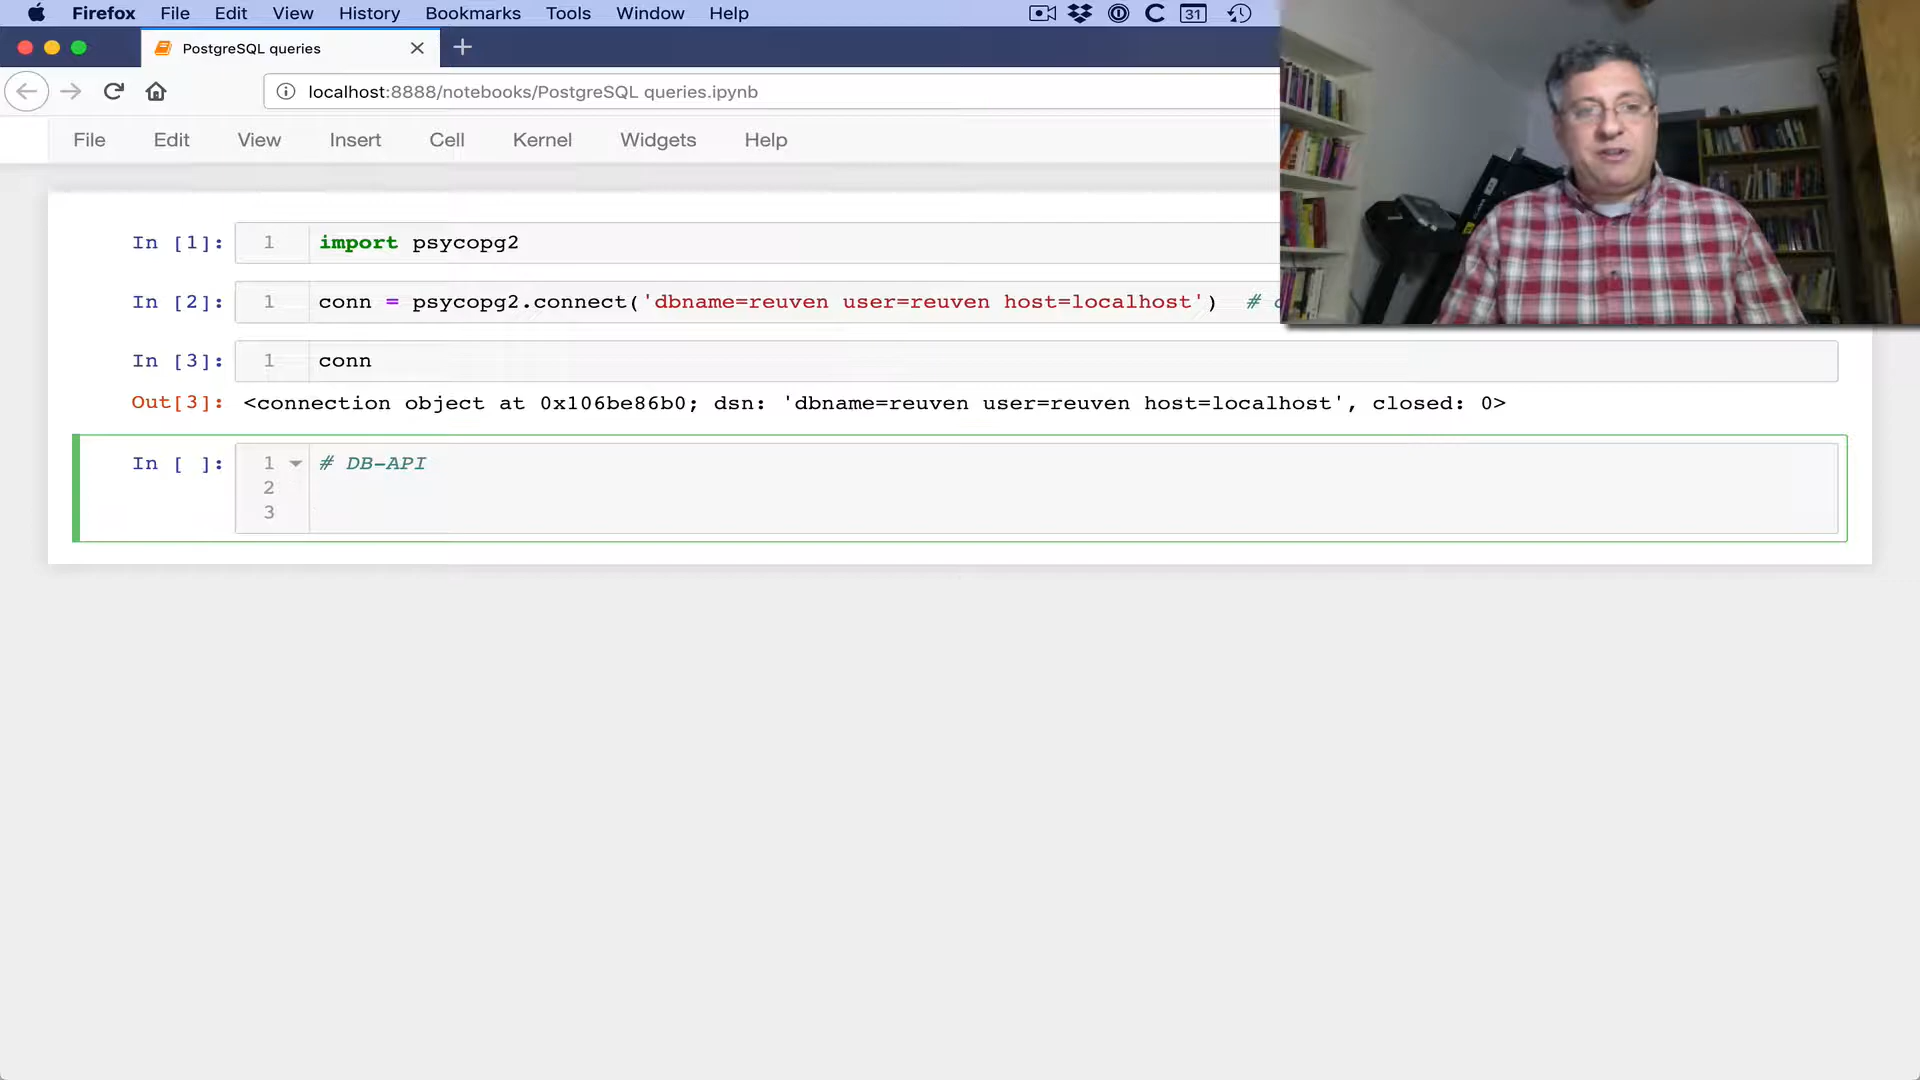 Firefox File Edit View History Bookmarks Tools Window Help 31
PostgreSQL queries
localhost:8888/notebooks/PostgreSQL queries.ipynb
File Edit View Insert Cell Kernel Widgets Help
In [1]: 1 import psycopg2
In [2]: 1 conn = psycopg2.connect('dbname=reuven user=reuven host=localhost') #
In [3]: 1 conn
Out[3]: <connection object at 0x106be86b0; dsn: 'dbname=reuven user=reuven host=localhost', closed: 0>
In [ ]: 1 # DB-API
2
3